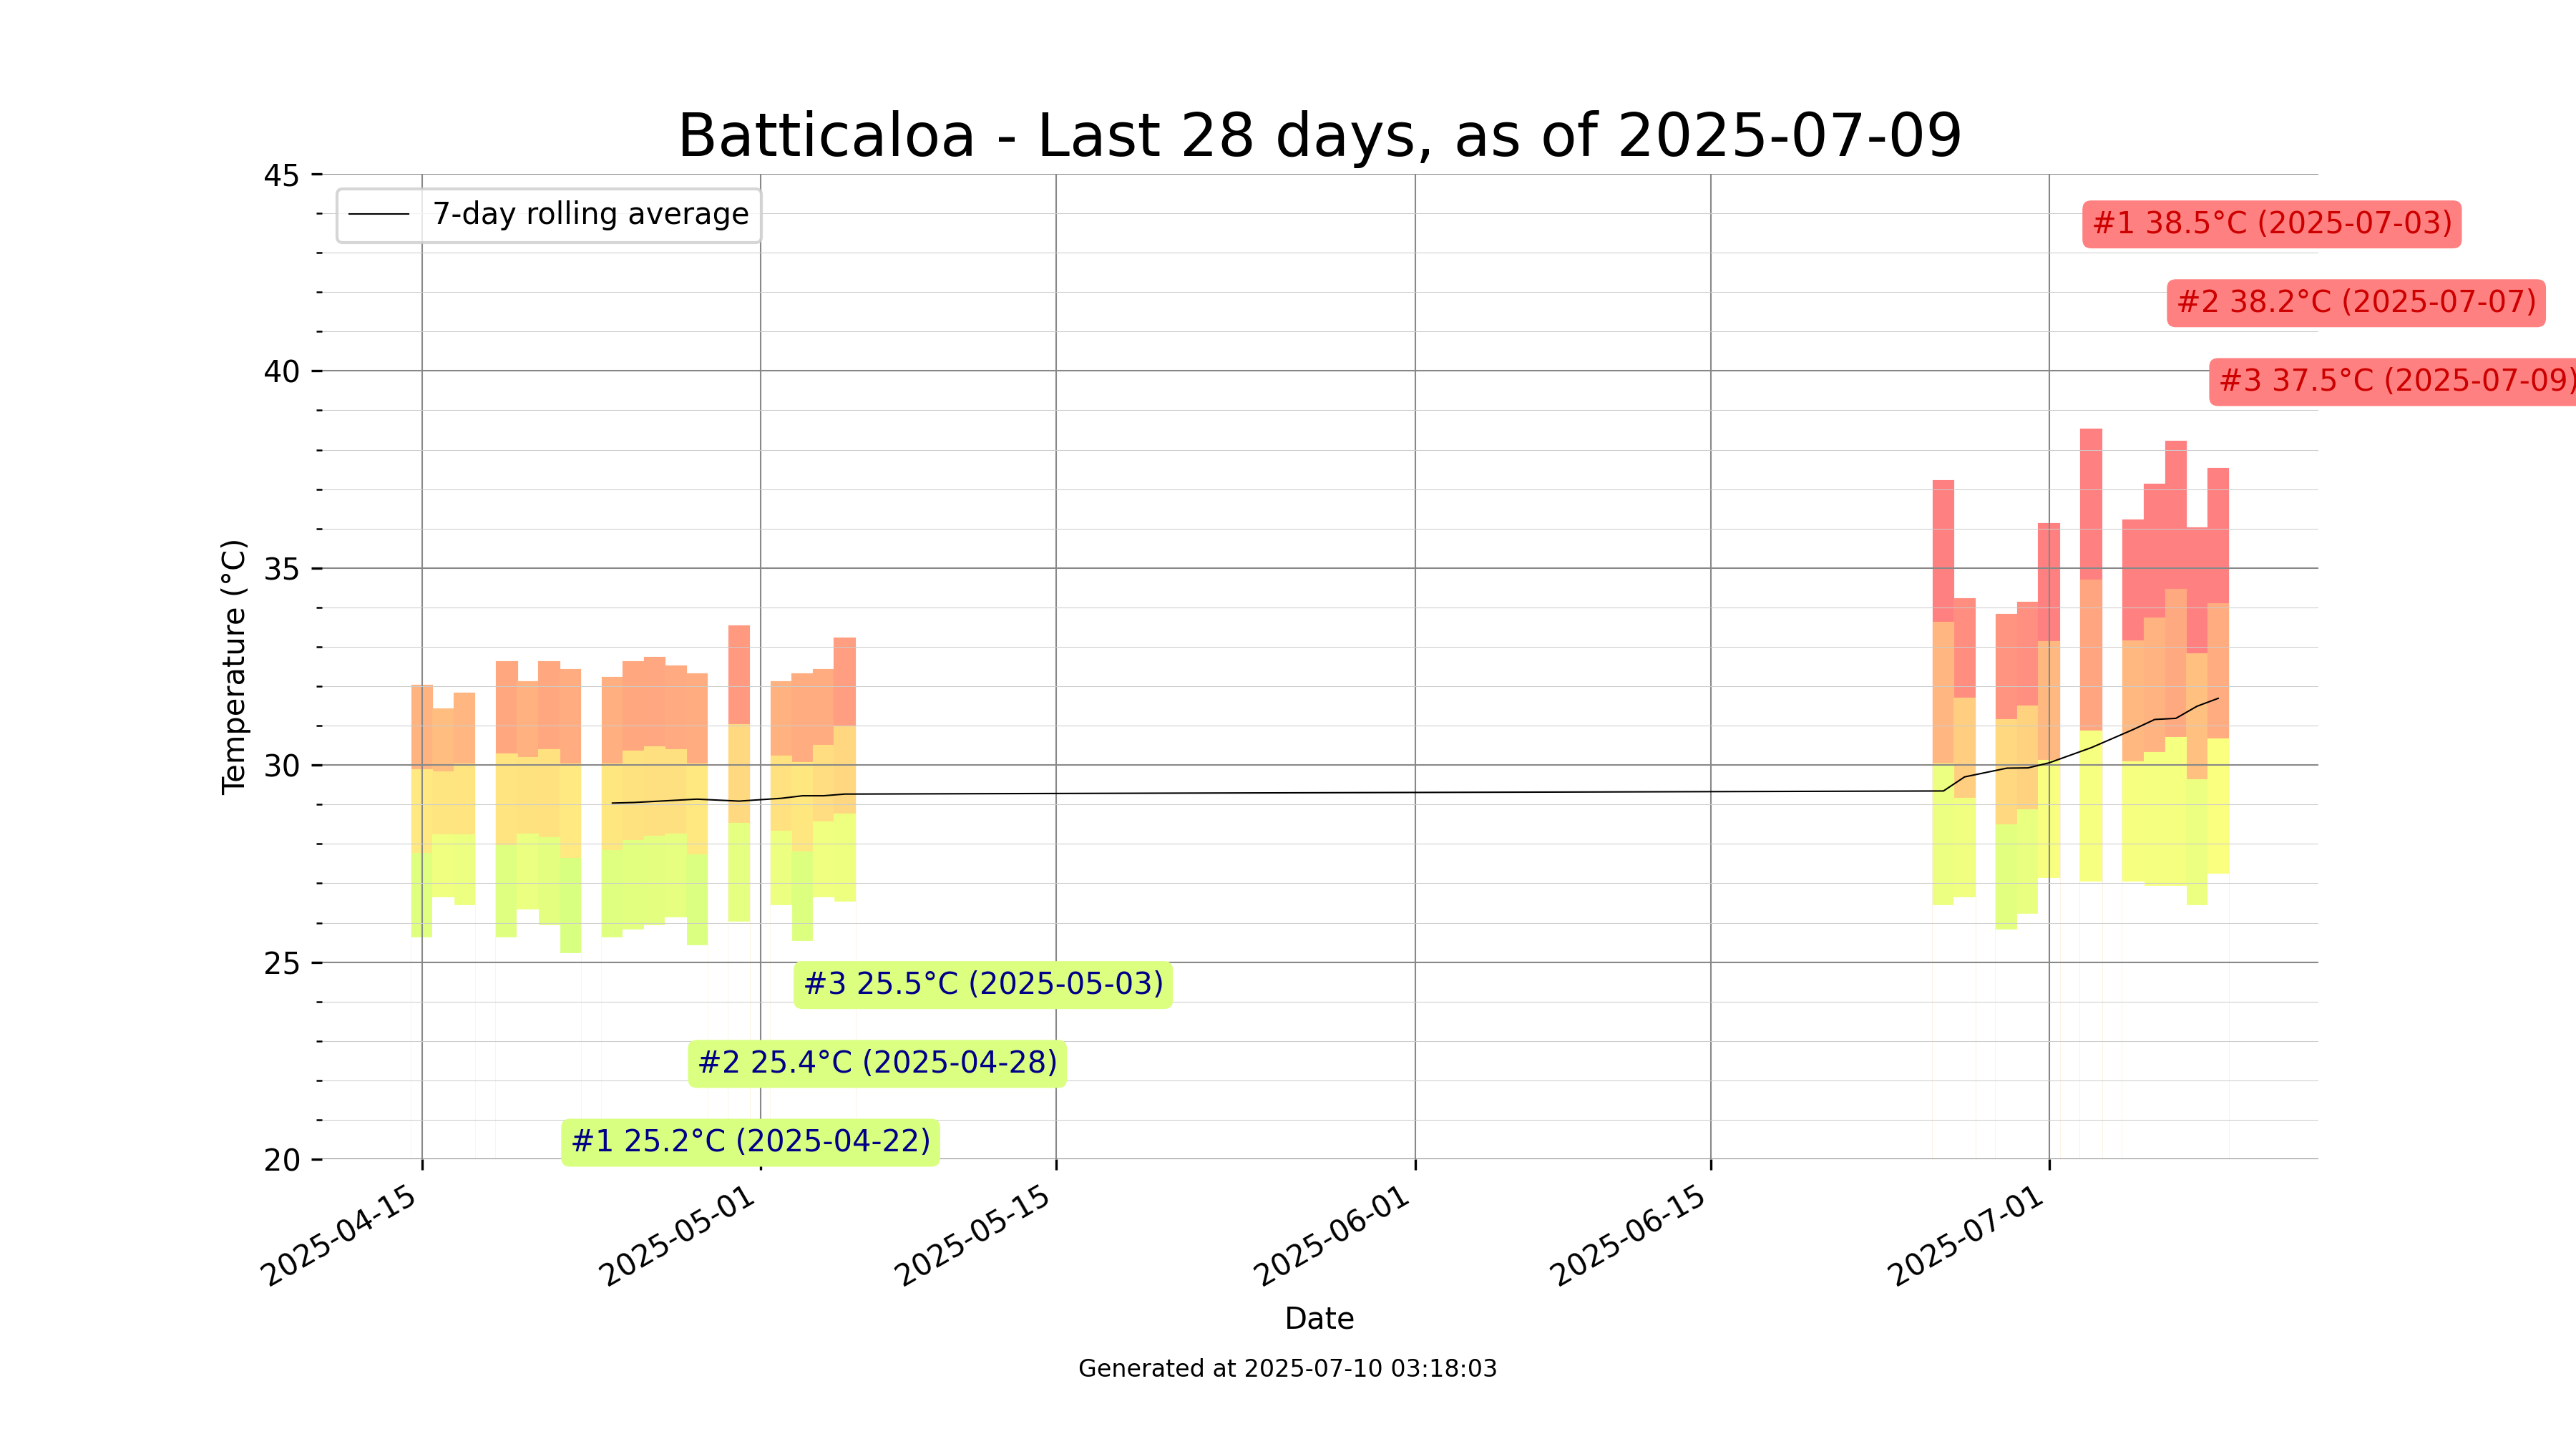 Batticaloa - Last 28 days, as of 2025-07-09
7-day rolling average
#1 38.5°C (2025-07-03)
#2 38.2°C (2025-07-07)
#3 37.5°C (2025-07-09)
45
40
35
30
25
20
Temperature (°C)
#3 25.5°C (2025-05-03)
#2 25.4°C (2025-04-28)
#1 25.2°C (2025-04-22)
2025-04-15
2025-05-01
2025-05-15
2025-06-01
2025-06-15
2025-07-01
Date
Generated at 2025-07-10 03:18:03